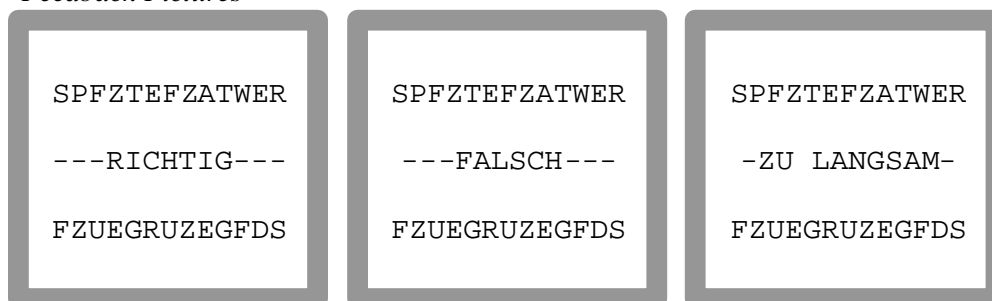 Feedback Pictures
SPFZTEFZATWER
---RICHTIG---
FZUEGRUZEGFDS
SPFZTEFZATWER
---FALSCH---
FZUEGRUZEGFDS
SPFZTEFZATWER
-ZU LANGSAM-
FZUEGRUZEGFDS